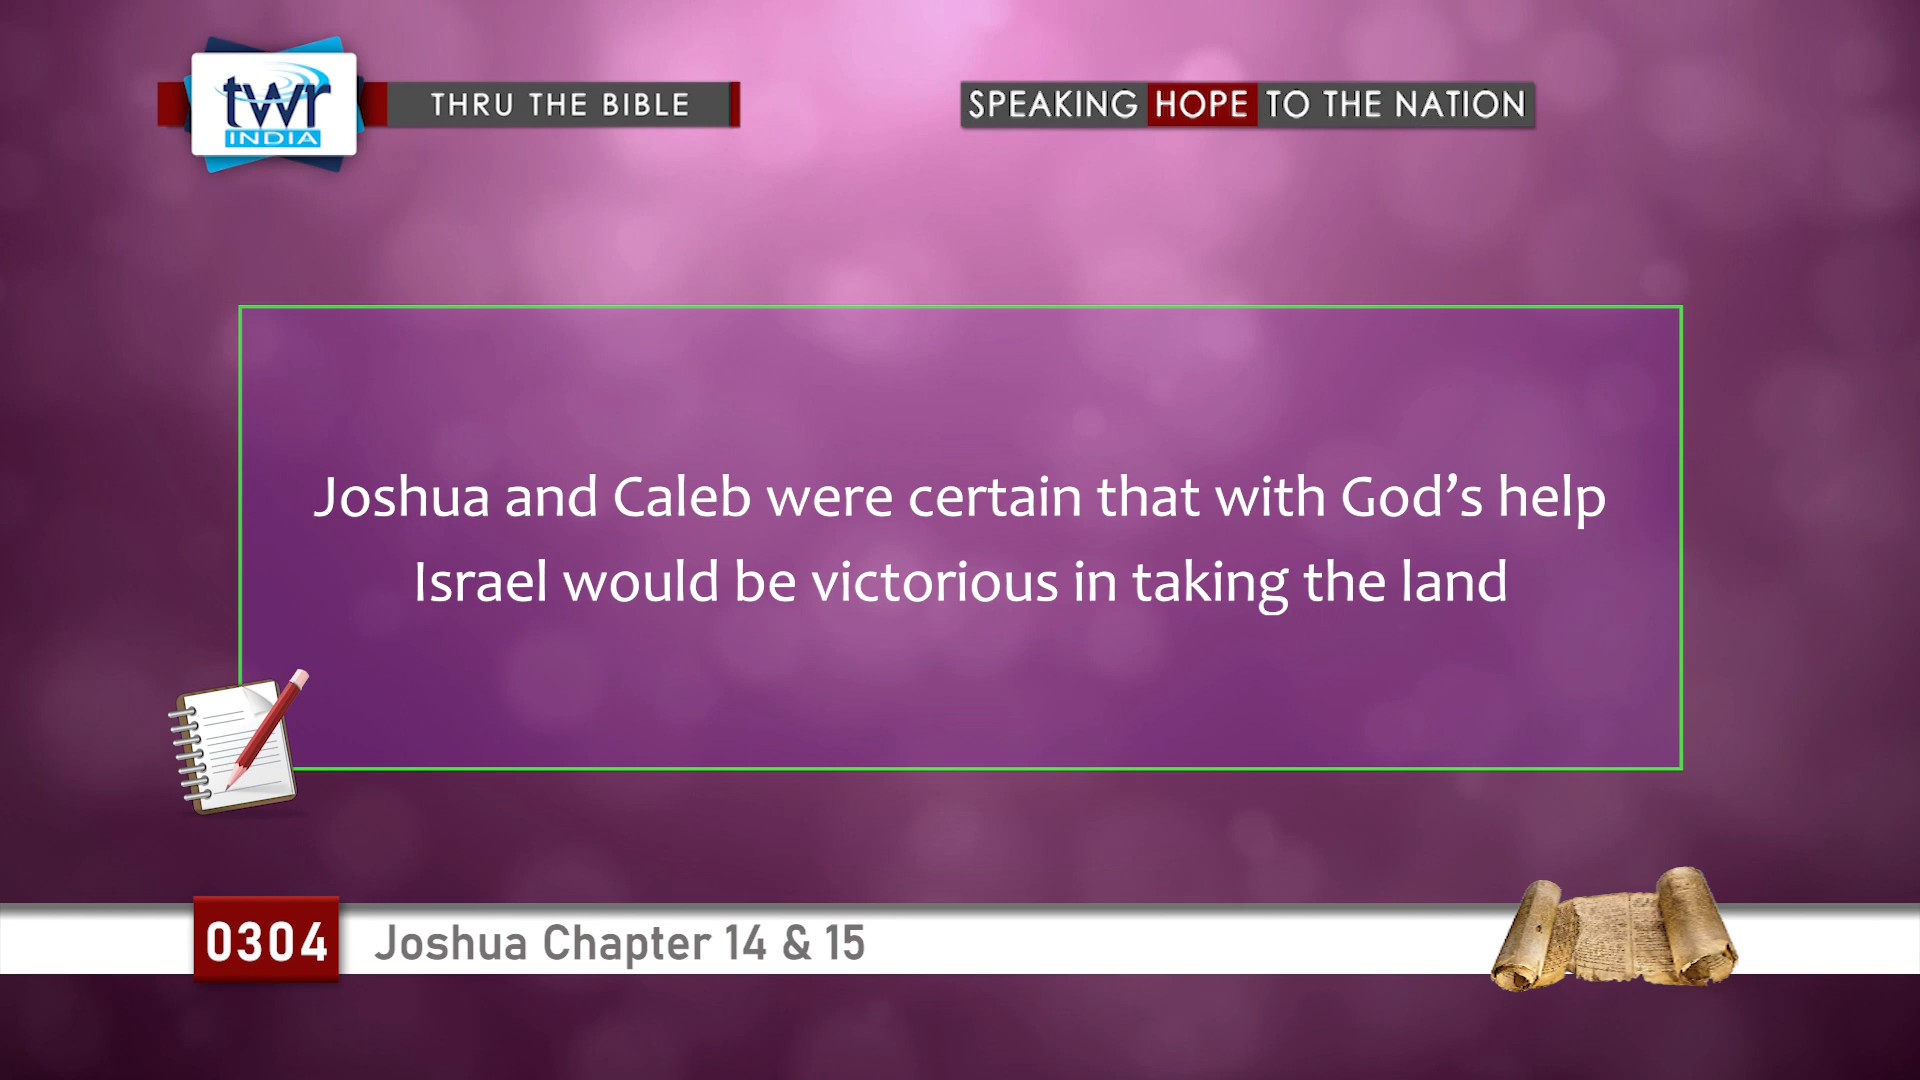 twr
INDIA
THRU THE BIBLE
SPEAKING HOPE TO THE NATION
Joshua and Caleb were certain that with God’s help
Israel would be victorious in taking the land
0304
Joshua Chapter 14 & 15